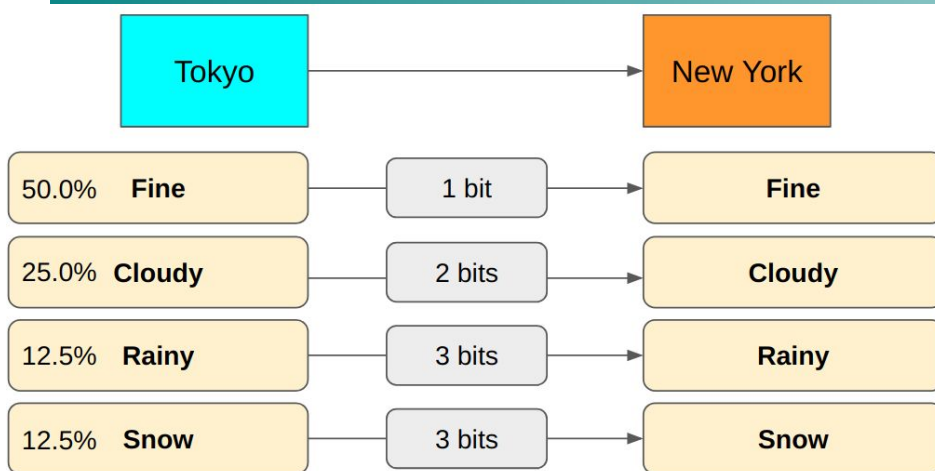 Tokyo New York
50.0% Fine 1 bit Fine
25.0% Cloudy 2 bits Cloudy
12.5% Rainy 3 bits Rainy
12.5% Snow 3 bits Snow